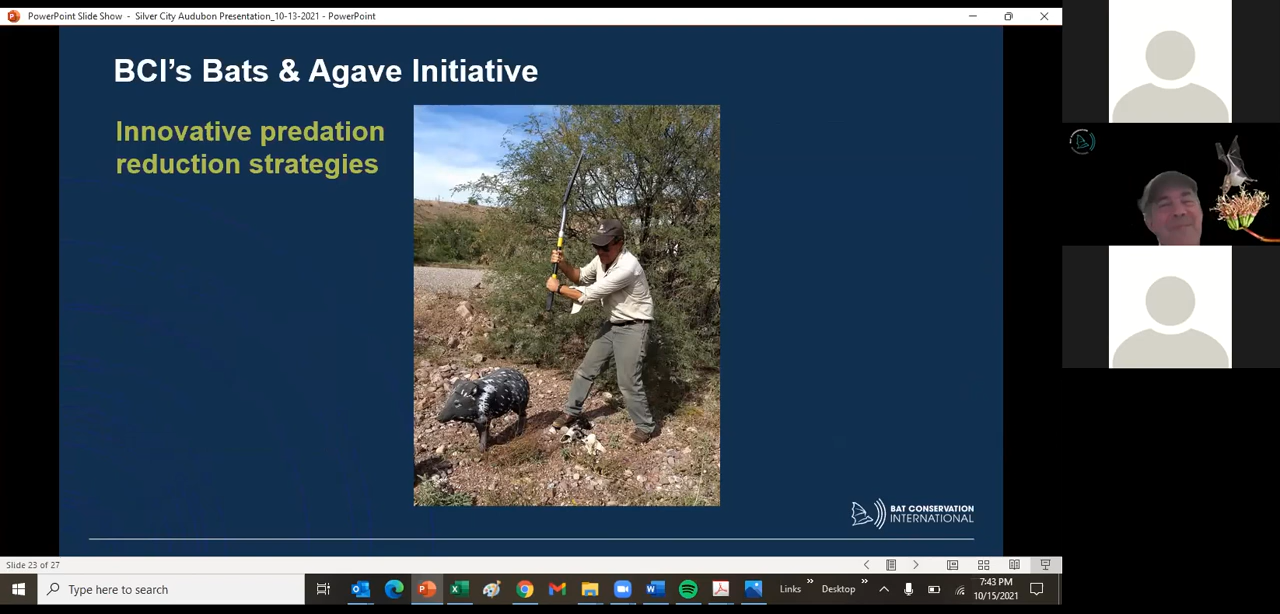 PowerPoint Slide Show - Silver City Audubon Presentation_10-13-2021 - PowerPoint
BCI's Bats & Agave Initiative
Innovative predation
reduction strategies
BAT CONSERVATION
INTERNATIONAL
Slide 23 of 27
Type here to search
Links
Desktop
7:43 PM
10/15/2021